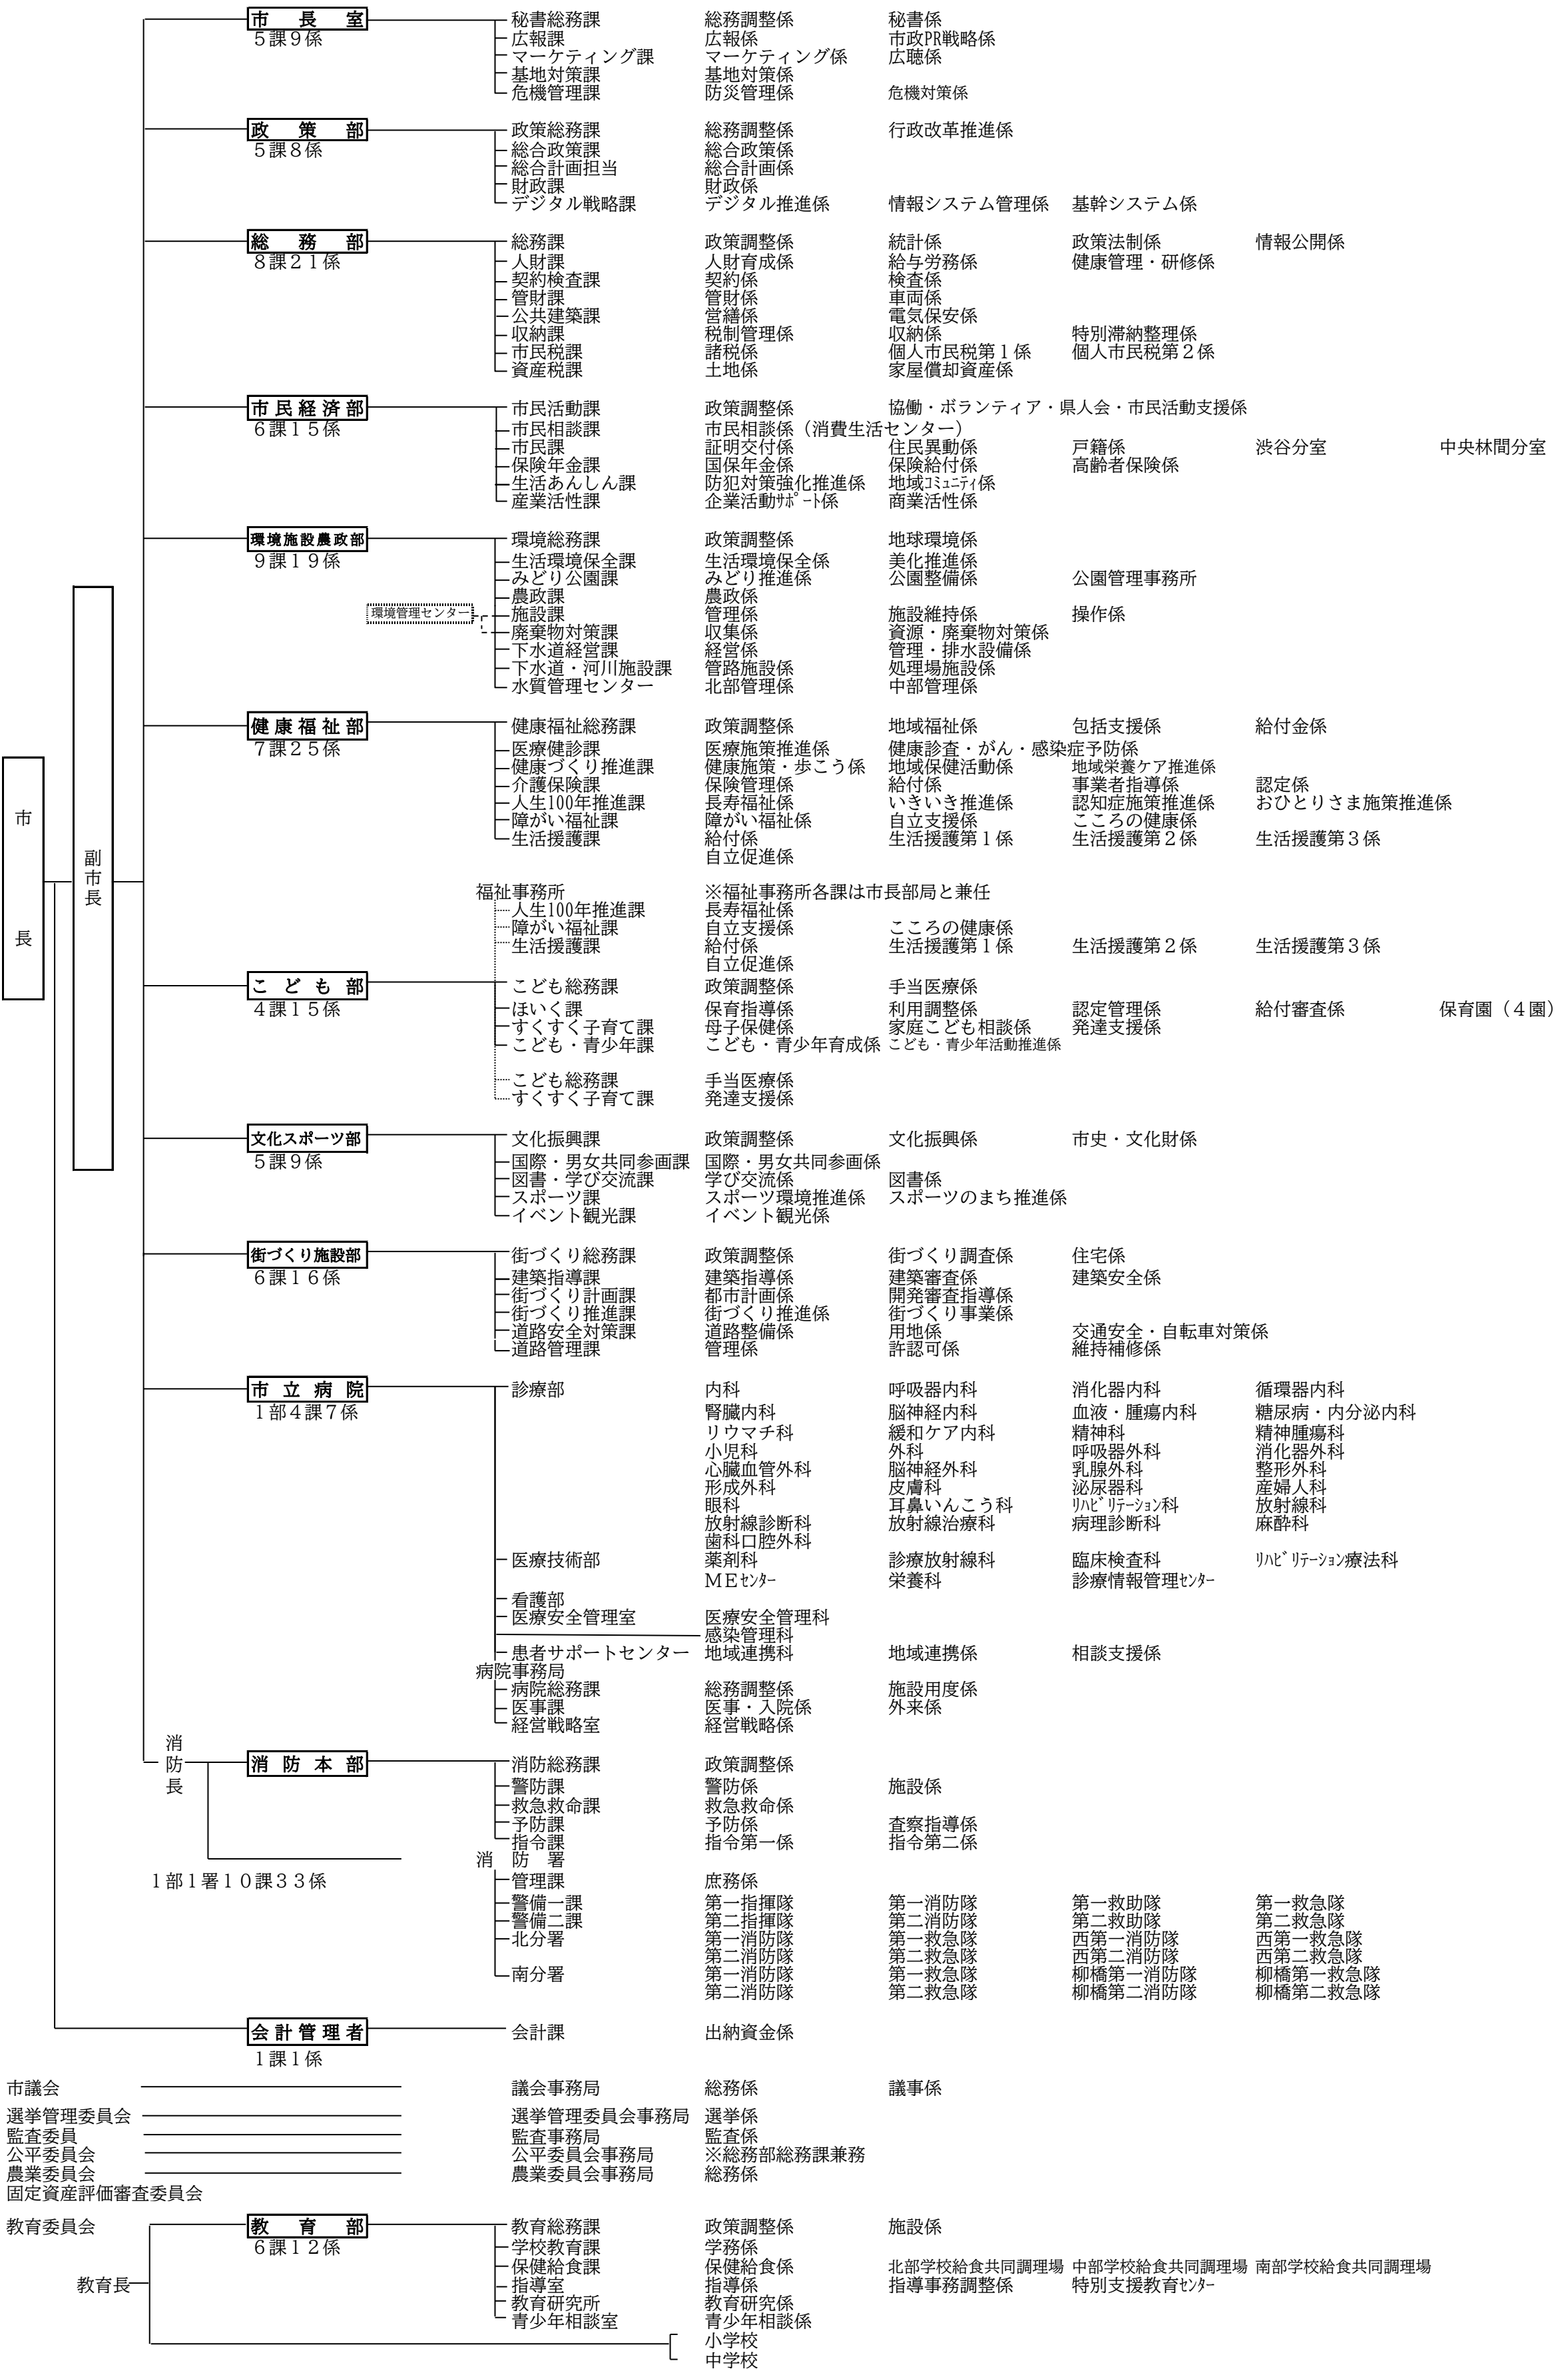 市長室 秘書総務課 総務調整係 秘書係
5課9係 広報課 広報係 市政PR戦略係
マーケティング課 マーケティング係 広聴係
基地対策課 基地対策係
危機管理課 防災管理係 危機対策係
政策部 政策総務課 総務調整係 行政改革推進係
5課8係 総合政策課 総合政策係
総合計画担当 総合計画係
財政課 財政係
デジタル戦略課 デジタル推進係 情報システム管理係 基幹システム係
総務部 総務課 政策調整係 統計係 政策法制係 情報公開係
8課21係 人財課 人財育成係 給与労務係 健康管理・研修係
契約検査課 契約係 検査係
管財課 管財係 車両係
公共建築課 営繕係 電気保安係
収納課 税制管理係 収納係 特別滞納整理係
市民税課 諸税係 個人市民税第1係 個人市民税第2係
資産税課 土地係 家屋償却資産係
市民経済部 市民活動課 政策調整係 協働・ボランティア・県人会・市民活動支援係
6課15係 市民相談課 市民相談係（消費生活センター）
市民課 証明交付係 住民異動係 戸籍係 渋谷分室 中央林間分室
保険年金課 国保年金係 保険給付係 高齢者保険係
生活あんしん課 防犯対策強化推進係 地域ｺﾐｭﾆﾃｨ係
産業活性課 企業活動ｻﾎﾟｰﾄ係 商業活性係
環境施設農政部 環境総務課 政策調整係 地球環境係
9課19係 生活環境保全課 生活環境保全係 美化推進係
みどり公園課 みどり推進係 公園整備係 公園管理事務所
農政課 農政係
環境管理センター 施設課 管理係 施設維持係 操作係
廃棄物対策課 収集係 資源・廃棄物対策係
下水道経営課 経営係 管理・排水設備係
下水道・河川施設課 管路施設係 処理場施設係
水質管理センター 北部管理係 中部管理係
健康福祉部 健康福祉総務課 政策調整係 地域福祉係 包括支援係 給付金係
7課25係 医療健診課 医療施策推進係 健康診査・がん・感染症予防係
健康づくり推進課 健康施策・歩こう係 地域保健活動係 地域栄養ケア推進係
介護保険課 保険管理係 給付係 事業者指導係 認定係
人生100年推進課 長寿福祉係 いきいき推進係 認知症施策推進係 おひとりさま施策推進係
障がい福祉課 障がい福祉係 自立支援係 こころの健康係
生活援護課 給付係 生活援護第1係 生活援護第2係 生活援護第3係
自立促進係
市長
副市長
福祉事務所 ※福祉事務所各課は市長部局と兼任
人生100年推進課 長寿福祉係
障がい福祉課 自立支援係 こころの健康係
生活援護課 給付係 生活援護第1係 生活援護第2係 生活援護第3係
自立促進係
こども部 こども総務課 政策調整係 手当医療係
4課15係 ほいく課 保育指導係 利用調整係 認定管理係 給付審査係 保育園（4園）
すくすく子育て課 母子保健係 家庭こども相談係 発達支援係
こども・青少年課 こども・青少年育成係 こども・青少年活動推進係
こども総務課 手当医療係
すくすく子育て課 発達支援係
文化スポーツ部 文化振興課 政策調整係 文化振興係 市史・文化財係
5課9係 国際・男女共同参画課 国際・男女共同参画係
図書・学び交流課 学び交流係 図書係
スポーツ課 スポーツ環境推進係 スポーツのまち推進係
イベント観光課 イベント観光係
街づくり施設部 街づくり総務課 政策調整係 街づくり調査係 住宅係
6課16係 建築指導課 建築指導係 建築審査係 建築安全係
街づくり計画課 都市計画係 開発審査指導係
街づくり推進課 街づくり推進係 街づくり事業係
道路安全対策課 道路整備係 用地係 交通安全・自転車対策係
道路管理課 管理係 許認可係 維持補修係
市立病院 診療部 内科 呼吸器内科 消化器内科 循環器内科
1部4課7係 腎臓内科 脳神経内科 血液・腫瘍内科 糖尿病・内分泌内科
リウマチ科 緩和ケア内科 精神科 精神腫瘍科
小児科 外科 呼吸器外科 消化器外科
心臓血管外科 脳神経外科 乳腺外科 整形外科
形成外科 皮膚科 泌尿器科 産婦人科
眼科 耳鼻いんこう科 ﾘﾊﾋﾞﾘﾃｰｼｮﾝ科 放射線科
放射線診断科 放射線治療科 病理診断科 麻酔科
歯科口腔外科
医療技術部 薬剤科 診療放射線科 臨床検査科 ﾘﾊﾋﾞﾘﾃｰｼｮﾝ療法科
MEｾﾝﾀｰ 栄養科 診療情報管理ｾﾝﾀｰ
看護部
医療安全管理室 医療安全管理科
感染管理科
患者サポートセンター 地域連携科 地域連携係 相談支援係
病院事務局
病院総務課 総務調整係 施設用度係
医事課 医事・入院係 外来係
経営戦略室 経営戦略係
消防長
消防本部 消防総務課 政策調整係
警防課 警防係 施設係
救急救命課 救急救命係
予防課 予防係 査察指導係
指令課 指令第一係 指令第二係
消防署
1部1署10課33係 管理課 庶務係
警備一課 第一指揮隊 第一消防隊 第一救助隊 第一救急隊
警備二課 第二指揮隊 第二消防隊 第二救助隊 第二救急隊
北分署 第一消防隊 第一救急隊 西第一消防隊 西第一救急隊
第二消防隊 第二救急隊 西第二消防隊 西第二救急隊
南分署 第一消防隊 第一救急隊 柳橋第一消防隊 柳橋第一救急隊
第二消防隊 第二救急隊 柳橋第二消防隊 柳橋第二救急隊
会計管理者 会計課 出納資金係
1課1係
市議会 議会事務局 総務係 議事係
選挙管理委員会 選挙管理委員会事務局 選挙係
監査委員 監査事務局 監査係
公平委員会 公平委員会事務局 ※総務部総務課兼務
農業委員会 農業委員会事務局 総務係
固定資産評価審査委員会
教育委員会 教育部 教育総務課 政策調整係 施設係
6課12係 学校教育課 学務係
保健給食課 保健給食係 北部学校給食共同調理場 中部学校給食共同調理場 南部学校給食共同調理場
教育長 指導室 指導係 指導事務調整係 特別支援教育ｾﾝﾀｰ
教育研究所 教育研究係
青少年相談室 青少年相談係
小学校
中学校